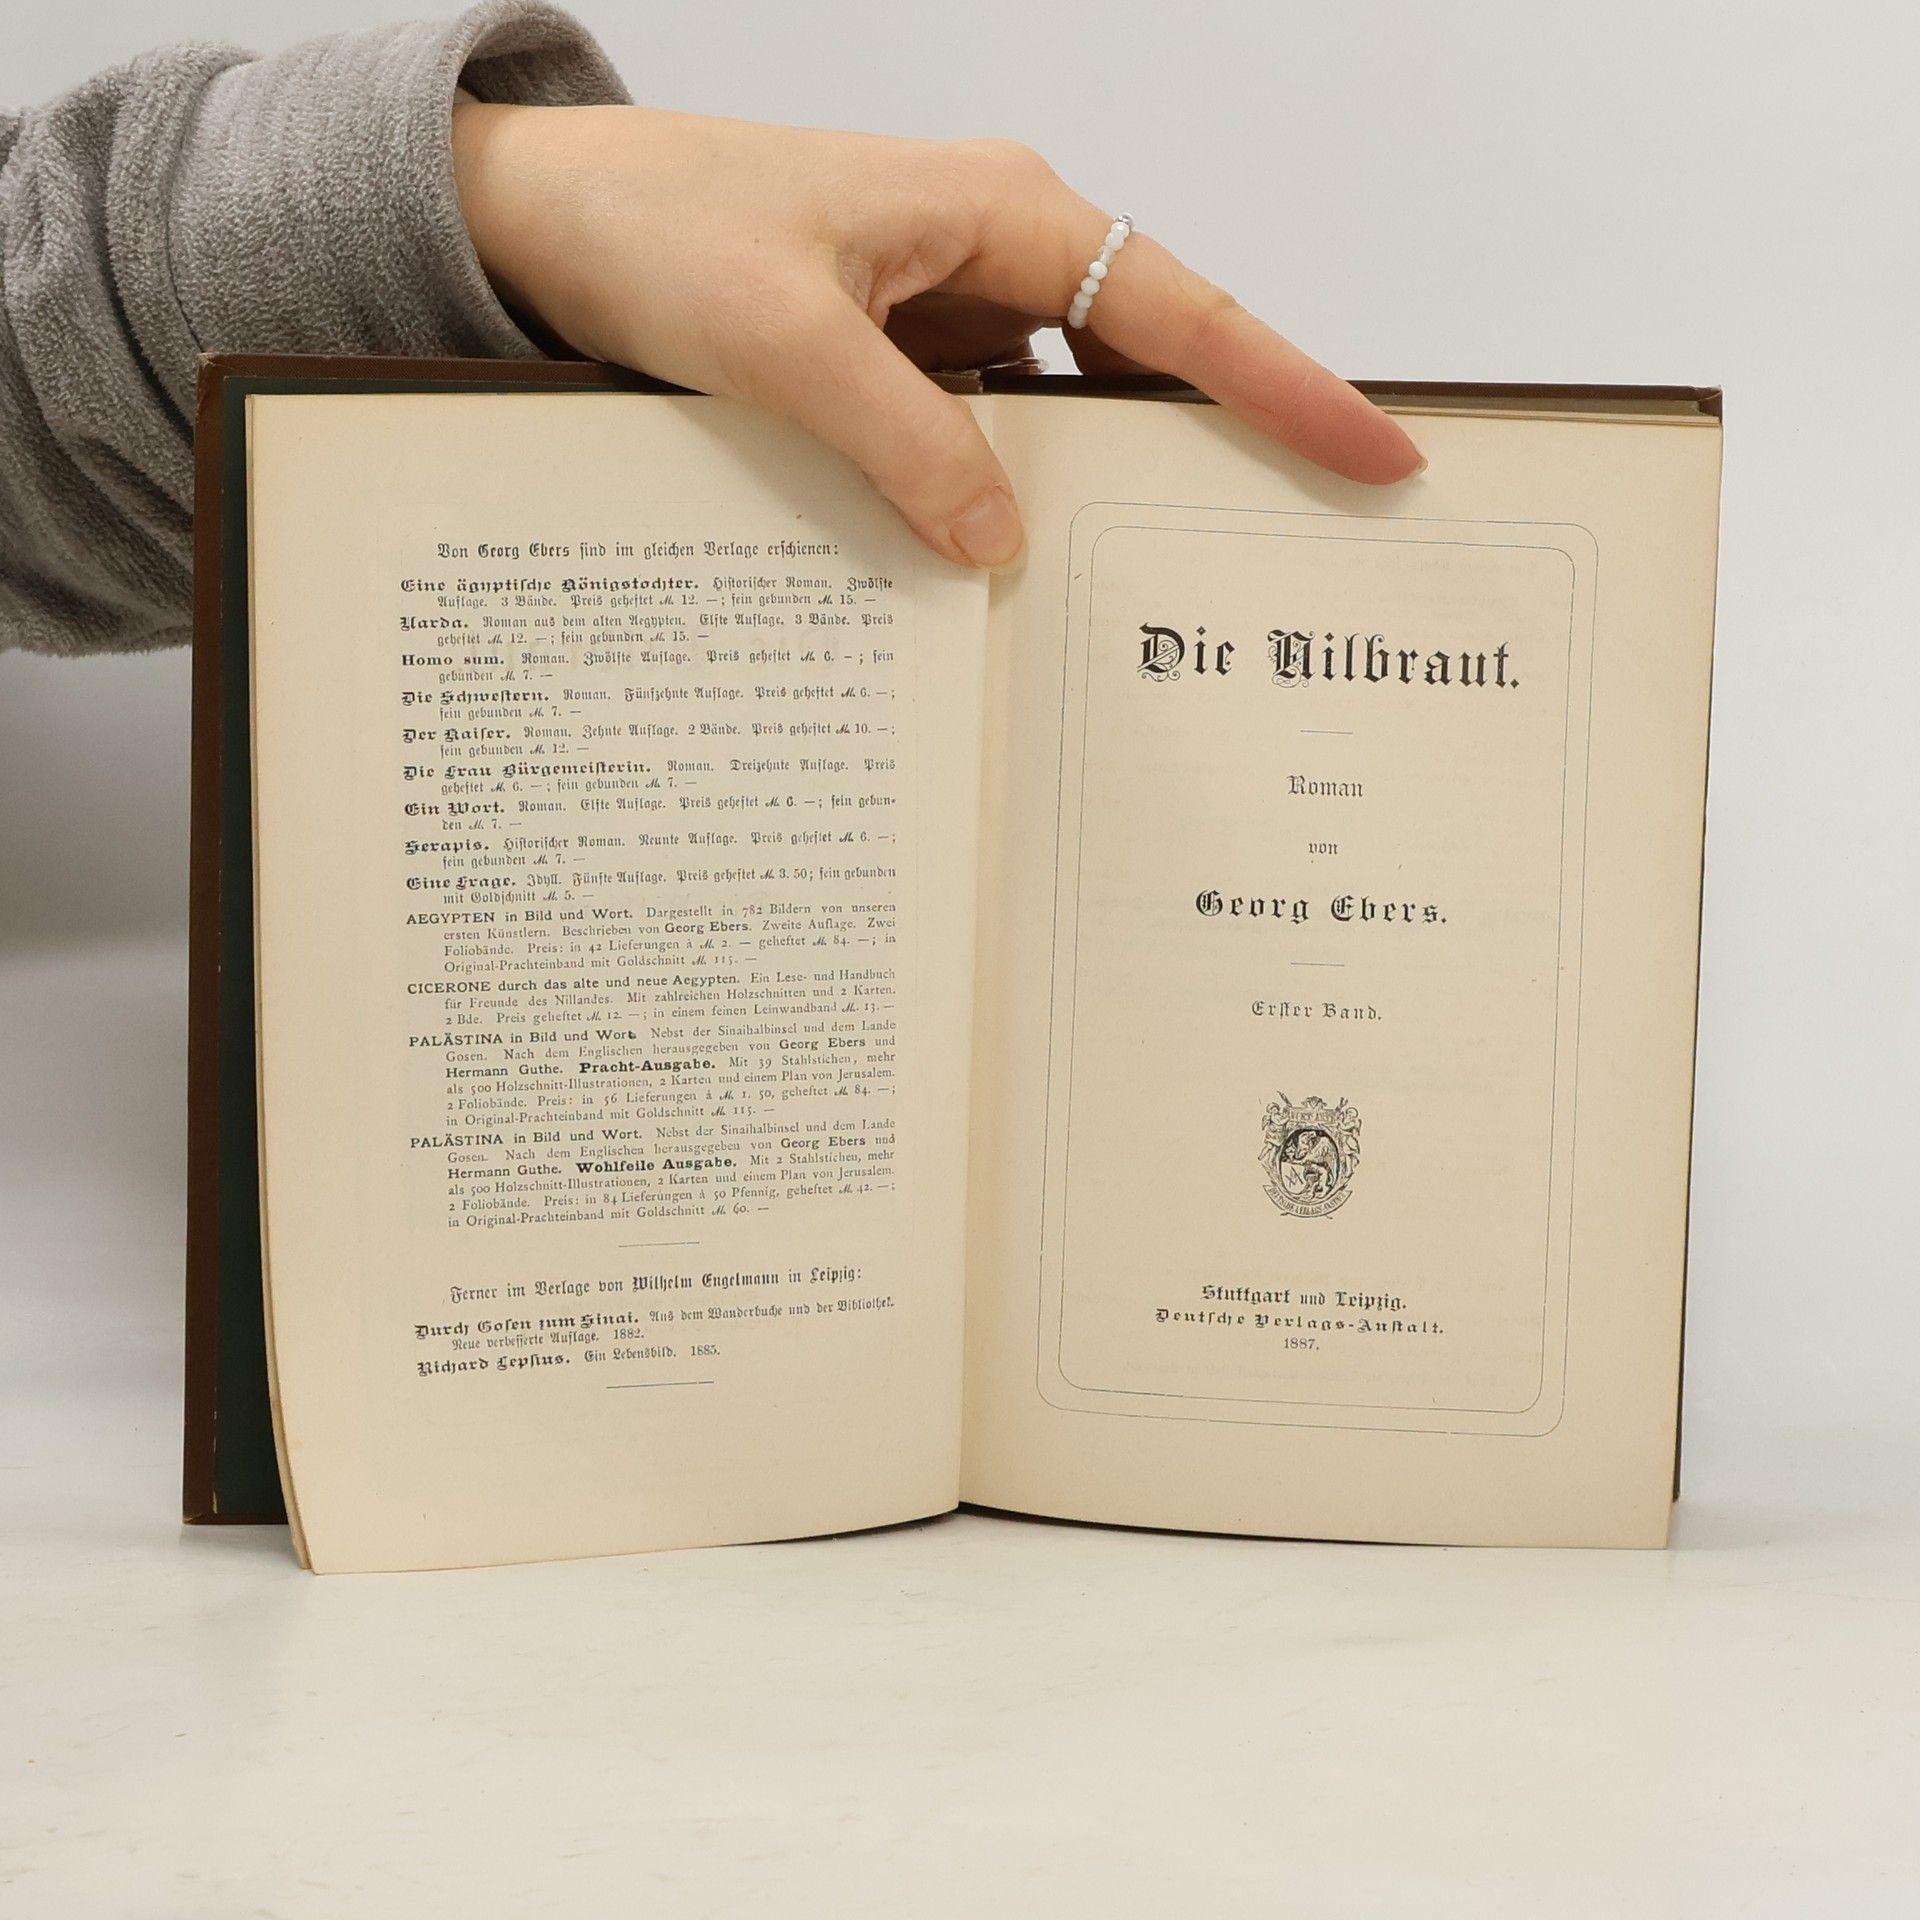 Von Georg Ebers sind im gleichen Verlage erschienen:
Eine ägyptische Königstochter. Historischer Roman. Zwölfte
Auflage. 3 Bände. Preis geheftet M. 12. —; fein gebunden M. 15. —
Uarda. Roman aus dem alten Aegypten. Elfte Auflage. 3 Bände. Preis
geheftet M. 12. —; fein gebunden M. 15. —
Homo sum. Roman. Zwölfte Auflage. Preis geheftet M. 6. —; fein
gebunden M. 7. —
Die Schwestern. Roman. Fünfzehnte Auflage. Preis geheftet M. 6. —;
fein gebunden M. 7. —
Der Kaiser. Roman. Zehnte Auflage. 2 Bände. Preis geheftet M. 10. —;
fein gebunden M. 12. —
Die Frau Bürgemeisterin. Roman. Dreizehnte Auflage. Preis
geheftet M. 6. —; fein gebunden M. 7. —
Ein Wort. Roman. Elfte Auflage. Preis geheftet M. 6. —; fein gebun-
den M. 7. —
Serapis. Historischer Roman. Neunte Auflage. Preis geheftet M. 6. —;
fein gebunden M. 7. —
Eine Frage. Idyll. Fünfte Auflage. Preis geheftet M. 3. 50; fein gebunden
mit Goldschnitt M. 5. —
AEGYPTEN in Bild und Wort. Dargestellt in 782 Bildern von unseren
ersten Künstlern. Beschrieben von Georg Ebers. Zweite Auflage. Zwei
Foliobände. Preis: in 42 Lieferungen à M. 2. — geheftet M. 84. —; in
Original-Prachteinband mit Goldschnitt M. 115. —
CICERONE durch das alte und neue Aegypten. Ein Lese- und Handbuch
für Freunde des Nillandes. Mit zahlreichen Holzschnitten und 2 Karten.
2 Bde. Preis geheftet M. 12. —; in einem feinen Leinwandband M. 13. —
PALÄSTINA in Bild und Wort. Nebst der Sinaihalbinsel und dem Lande
Gosen. Nach dem Englischen herausgegeben von Georg Ebers und
Hermann Guthe. Pracht-Ausgabe. Mit 39 Stahlstichen, mehr
als 500 Holzschnitt-Illustrationen, 2 Karten und einem Plan von Jerusalem.
2 Foliobände. Preis: in 56 Lieferungen à M. 1. 50, geheftet M. 84. —;
in Original-Prachteinband mit Goldschnitt M. 115. —
PALÄSTINA in Bild und Wort. Nebst der Sinaihalbinsel und dem Lande
Gosen. Nach dem Englischen herausgegeben von Georg Ebers und
Hermann Guthe. Wohlfeile Ausgabe. Mit 2 Stahlstichen, mehr
als 500 Holzschnitt-Illustrationen, 2 Karten und einem Plan von Jerusalem.
2 Foliobände. Preis: in 84 Lieferungen à 50 Pfennig, geheftet M. 42. —;
in Original-Prachteinband mit Goldschnitt M. 60. —
Ferner im Verlage von Wilhelm Engelmann in Leipzig:
Durch Gosen zum Sinai. Aus dem Wanderbuche und der Bibliothek.
Neue verbesserte Auflage. 1882.
Richard Lepsius. Ein Lebensbild. 1885.
Die Nilbraut.
Roman
von
Georg Ebers.
Erster Band.
Stuttgart und Leipzig.
Deutsche Verlags-Anstalt.
1887.